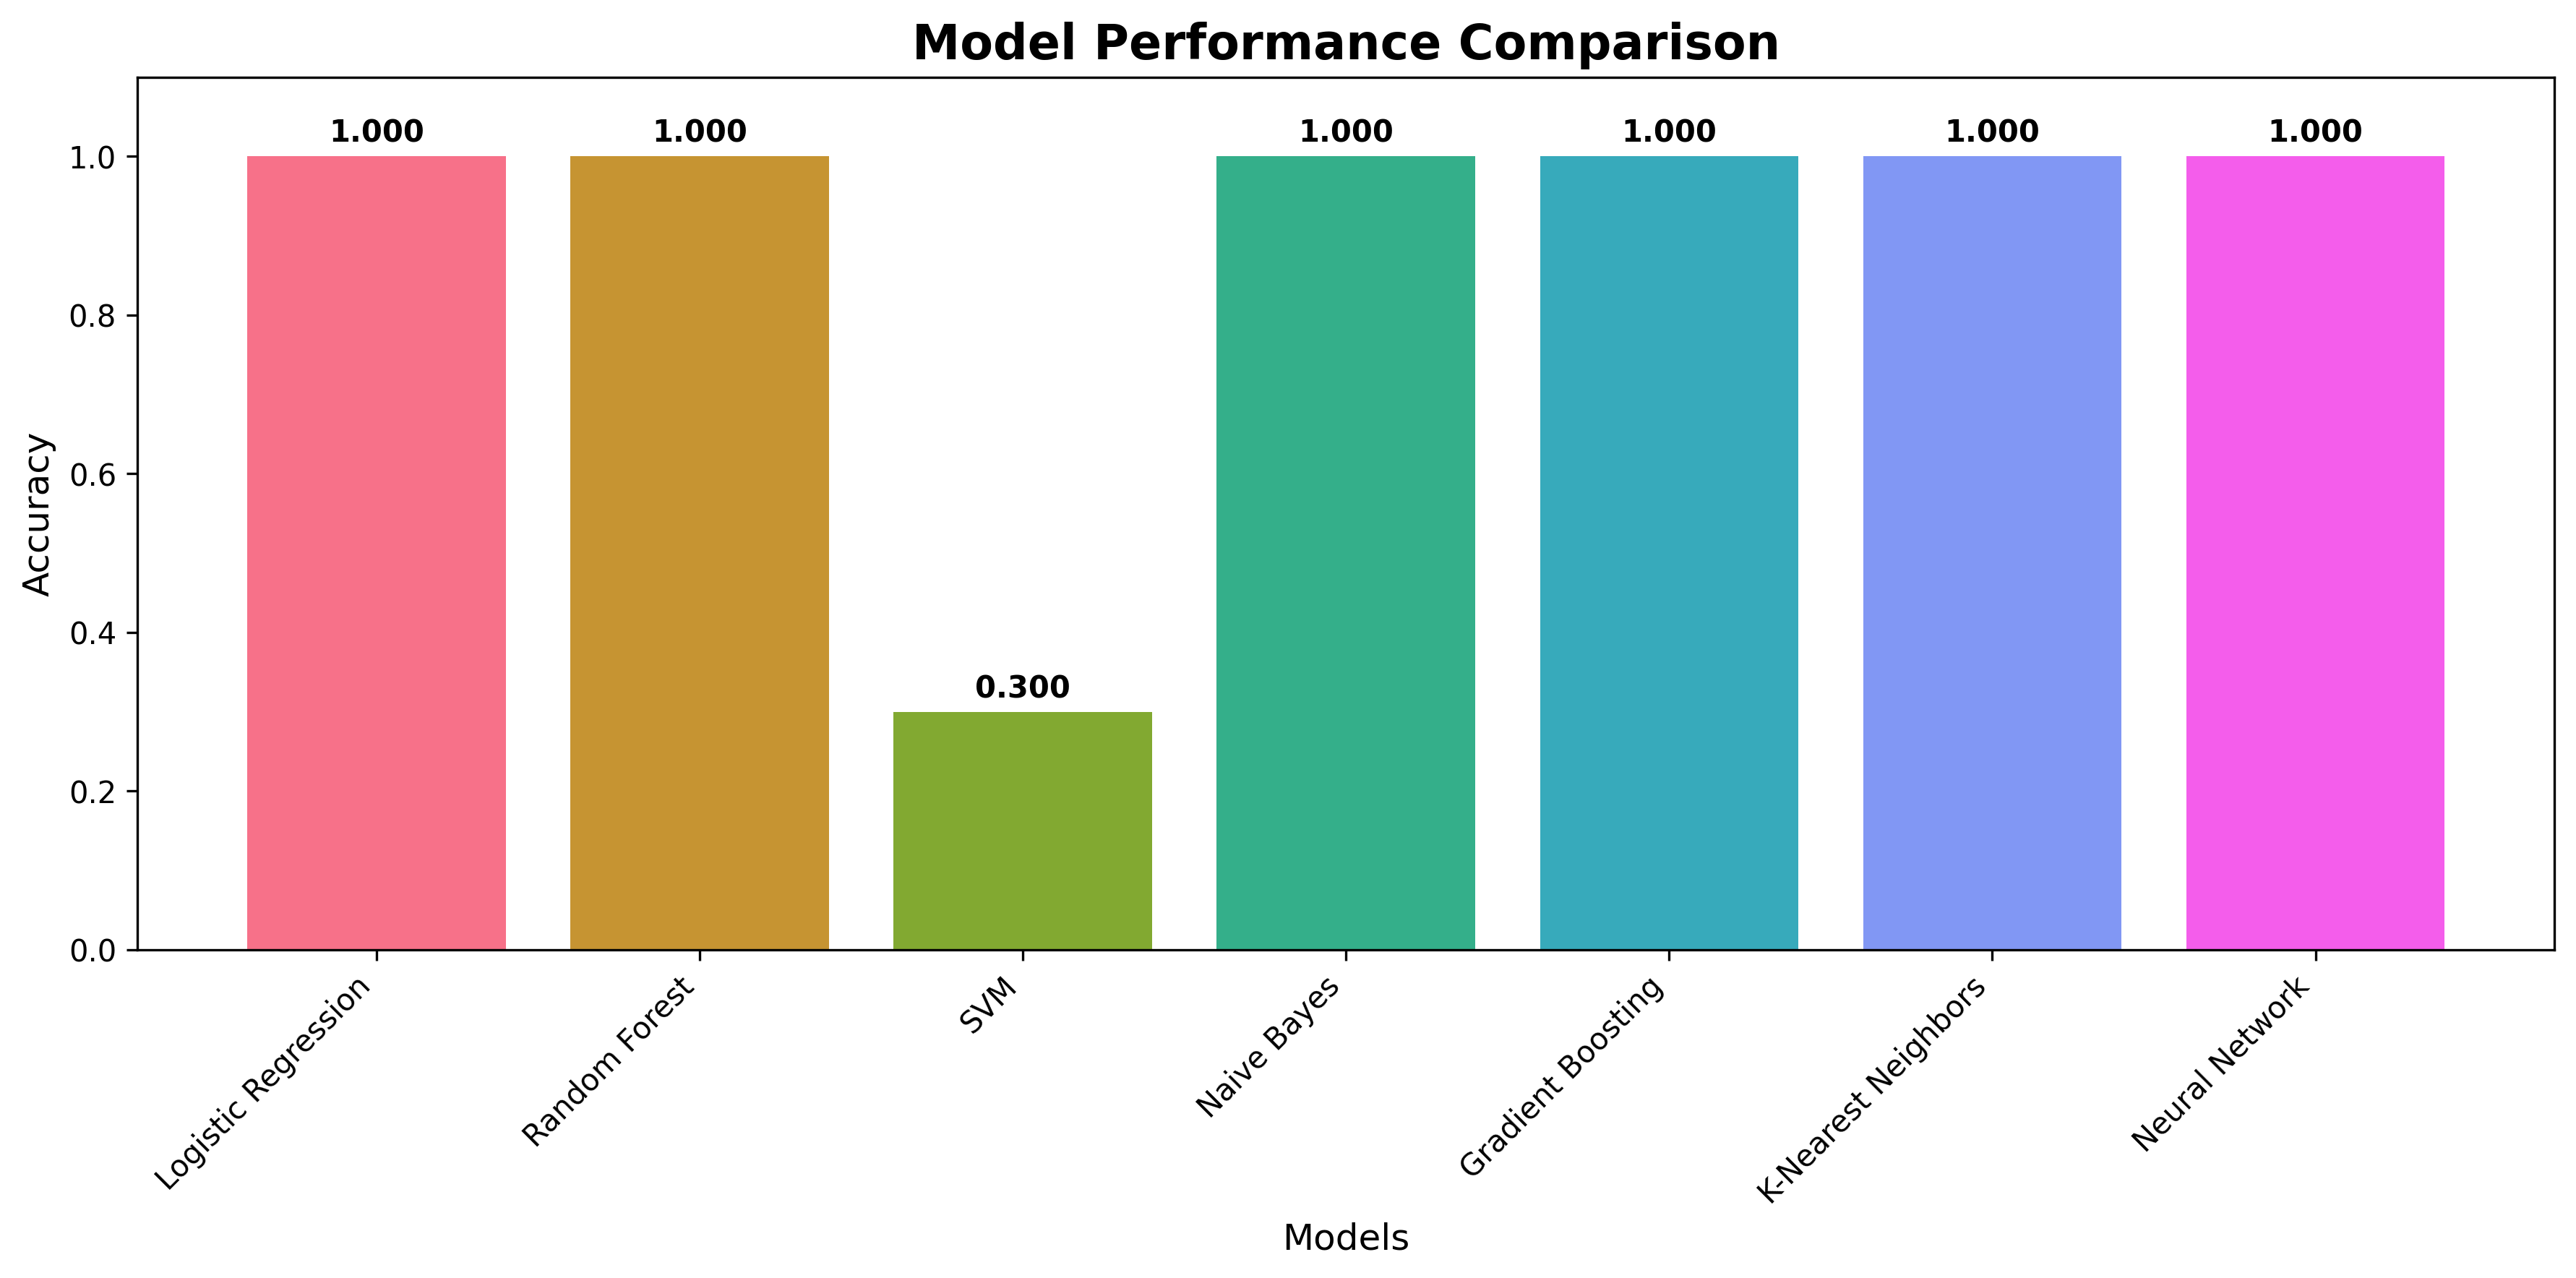 Model Performance Comparison
1.000
1.000
0.300
1.000
1.000
1.000
1.000
Accuracy
1.0
0.8
0.6
0.4
0.2
0.0
Logistic Regression
Random Forest
SVM
Naive Bayes
Gradient Boosting
K-Nearest Neighbors
Neural Network
Models